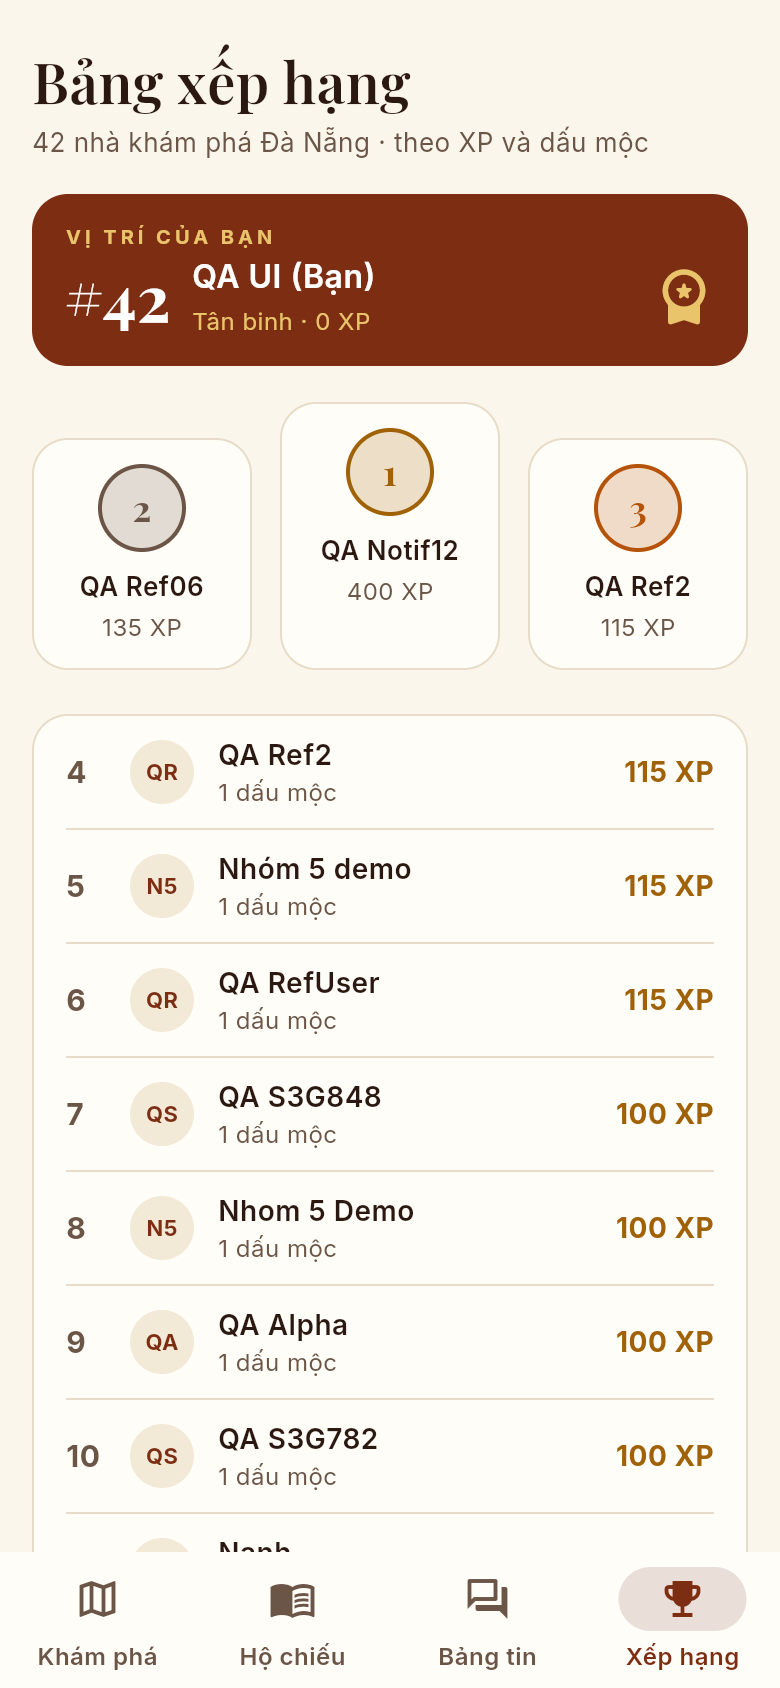 Bảng xếp hạng
42 nhà khám phá Đà Nẵng · theo XP và dấu mộc
VỊ TRÍ CỦA BẠN
#42
QA UI (Bạn)
Tân binh · 0 XP
2
QA Ref06
135 XP
1
QA Notif12
400 XP
3
QA Ref2
115 XP
4 QR QA Ref2 115 XP
1 dấu mộc
5 N5 Nhóm 5 demo 115 XP
1 dấu mộc
6 QR QA RefUser 115 XP
1 dấu mộc
7 QS QA S3G848 100 XP
1 dấu mộc
8 N5 Nhom 5 Demo 100 XP
1 dấu mộc
9 QA QA Alpha 100 XP
1 dấu mộc
10 QS QA S3G782 100 XP
1 dấu mộc
Khám phá
Hộ chiếu
Bảng tin
Xếp hạng